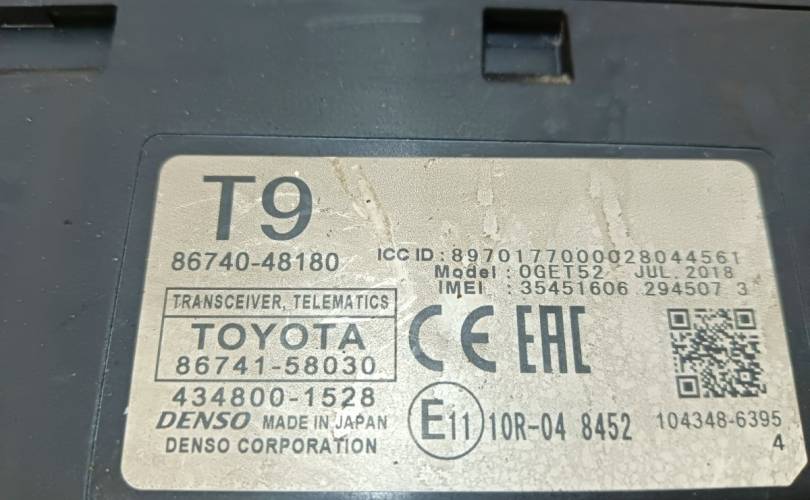 T9
86740-48180
ICC ID : 8970177000028044561
Model : 0GET52 JUL. 2018
IMEI : 35451606 294507 3
TRANSCEIVER, TELEMATICS
TOYOTA
86741-58030
434800-1528
DENSO MADE IN JAPAN
DENSO CORPORATION
CE EAC
E11 10R-04 8452
104348-6395
4